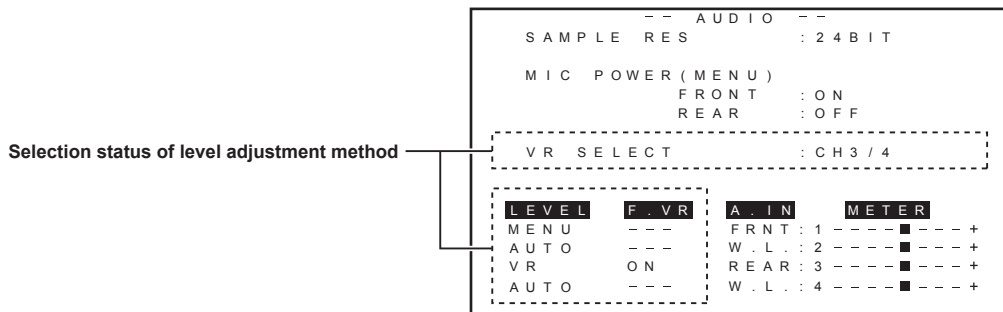 – – AUDIO – –
SAMPLE RES :24BIT
MIC POWER(MENU)
FRONT :ON
REAR :OFF
Selection status of level adjustment method
VR SELECT :CH3/4
LEVEL F.VR A.IN METER
MENU – – – FRNT:1 – – – – ■ – – – +
AUTO – – – W.L.:2 – – – – ■ – – – +
VR ON REAR:3 – – – – ■ – – – +
AUTO – – – W.L.:4 – – – – ■ – – – +